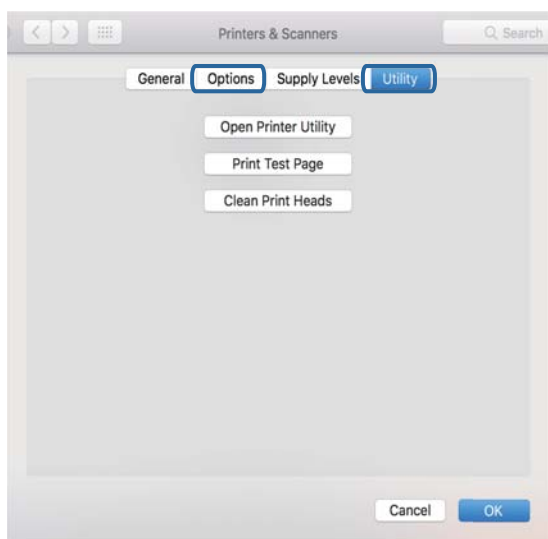 Printers & Scanners Search
General Options Supply Levels Utility
Open Printer Utility
Print Test Page
Clean Print Heads
Cancel OK